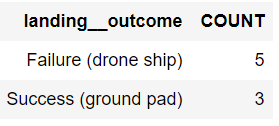 landing__outcome COUNT
Failure (drone ship) 5
Success (ground pad) 3